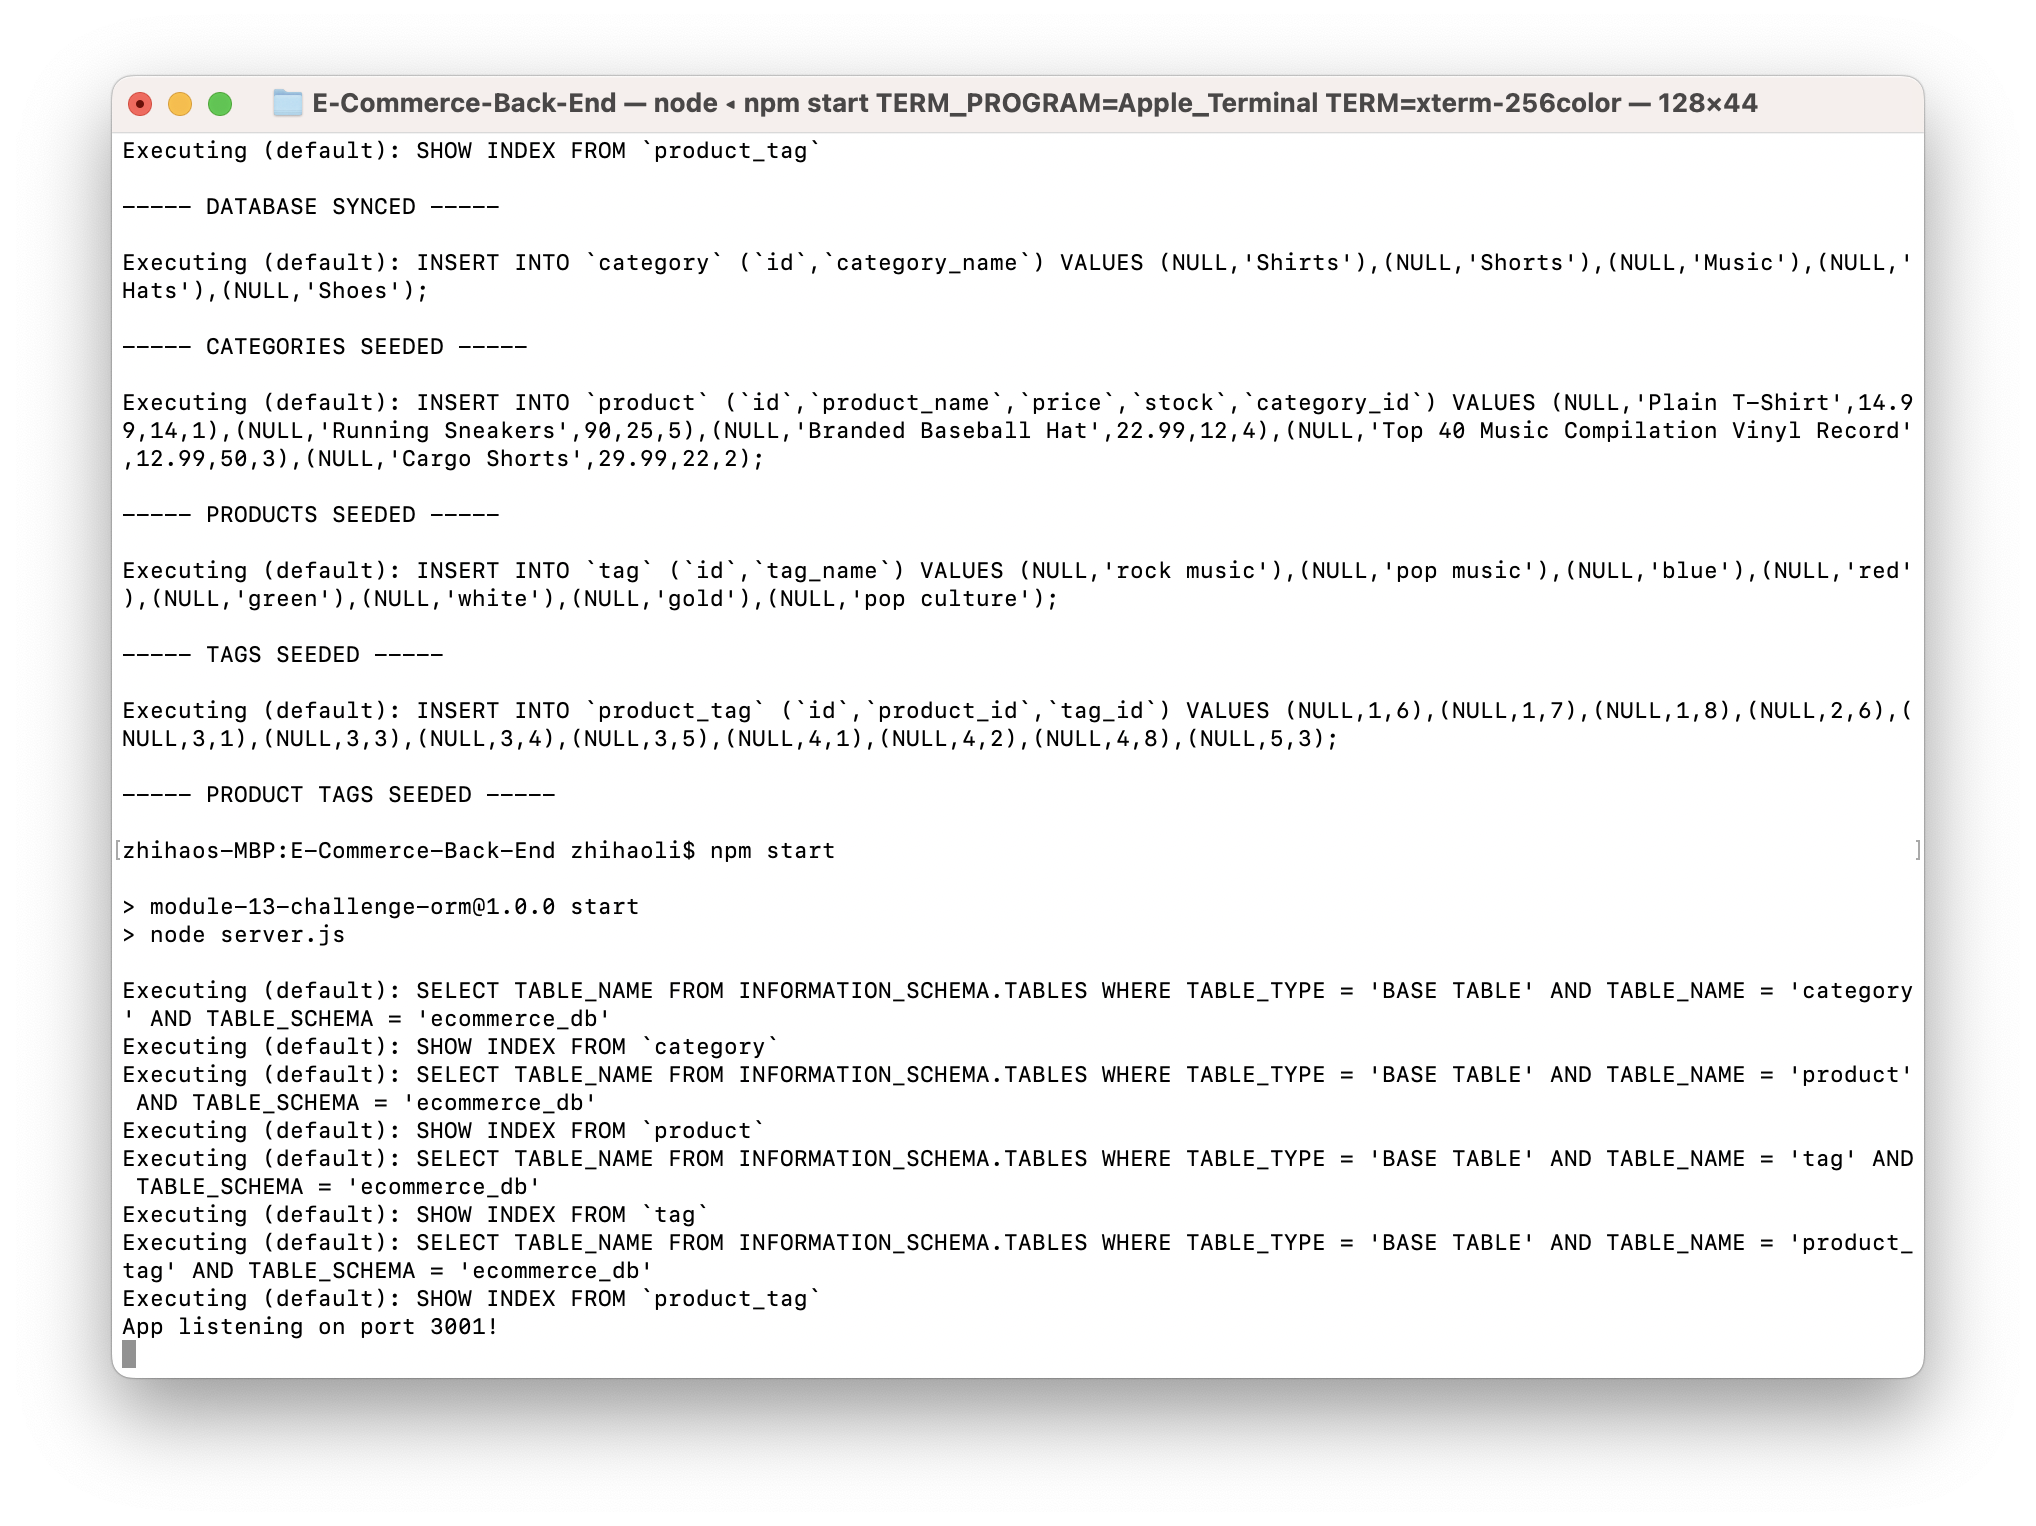 E-Commerce-Back-End — node ◂ npm start TERM_PROGRAM=Apple_Terminal TERM=xterm-256color — 128×44
Executing (default): SHOW INDEX FROM `product_tag`
----- DATABASE SYNCED -----
Executing (default): INSERT INTO `category` (`id`,`category_name`) VALUES (NULL,'Shirts'),(NULL,'Shorts'),(NULL,'Music'),(NULL,'
Hats'),(NULL,'Shoes');
----- CATEGORIES SEEDED -----
Executing (default): INSERT INTO `product` (`id`,`product_name`,`price`,`stock`,`category_id`) VALUES (NULL,'Plain T-Shirt',14.9
9,14,1),(NULL,'Running Sneakers',90,25,5),(NULL,'Branded Baseball Hat',22.99,12,4),(NULL,'Top 40 Music Compilation Vinyl Record'
,12.99,50,3),(NULL,'Cargo Shorts',29.99,22,2);
----- PRODUCTS SEEDED -----
Executing (default): INSERT INTO `tag` (`id`,`tag_name`) VALUES (NULL,'rock music'),(NULL,'pop music'),(NULL,'blue'),(NULL,'red'
),(NULL,'green'),(NULL,'white'),(NULL,'gold'),(NULL,'pop culture');
----- TAGS SEEDED -----
Executing (default): INSERT INTO `product_tag` (`id`,`product_id`,`tag_id`) VALUES (NULL,1,6),(NULL,1,7),(NULL,1,8),(NULL,2,6),(
NULL,3,1),(NULL,3,3),(NULL,3,4),(NULL,3,5),(NULL,4,1),(NULL,4,2),(NULL,4,8),(NULL,5,3);
----- PRODUCT TAGS SEEDED -----
[zhihaos-MBP:E-Commerce-Back-End zhihaoli$ npm start ]
> module-13-challenge-orm@1.0.0 start
> node server.js
Executing (default): SELECT TABLE_NAME FROM INFORMATION_SCHEMA.TABLES WHERE TABLE_TYPE = 'BASE TABLE' AND TABLE_NAME = 'category
' AND TABLE_SCHEMA = 'ecommerce_db'
Executing (default): SHOW INDEX FROM `category`
Executing (default): SELECT TABLE_NAME FROM INFORMATION_SCHEMA.TABLES WHERE TABLE_TYPE = 'BASE TABLE' AND TABLE_NAME = 'product'
 AND TABLE_SCHEMA = 'ecommerce_db'
Executing (default): SHOW INDEX FROM `product`
Executing (default): SELECT TABLE_NAME FROM INFORMATION_SCHEMA.TABLES WHERE TABLE_TYPE = 'BASE TABLE' AND TABLE_NAME = 'tag' AND
 TABLE_SCHEMA = 'ecommerce_db'
Executing (default): SHOW INDEX FROM `tag`
Executing (default): SELECT TABLE_NAME FROM INFORMATION_SCHEMA.TABLES WHERE TABLE_TYPE = 'BASE TABLE' AND TABLE_NAME = 'product_
tag' AND TABLE_SCHEMA = 'ecommerce_db'
Executing (default): SHOW INDEX FROM `product_tag`
App listening on port 3001!